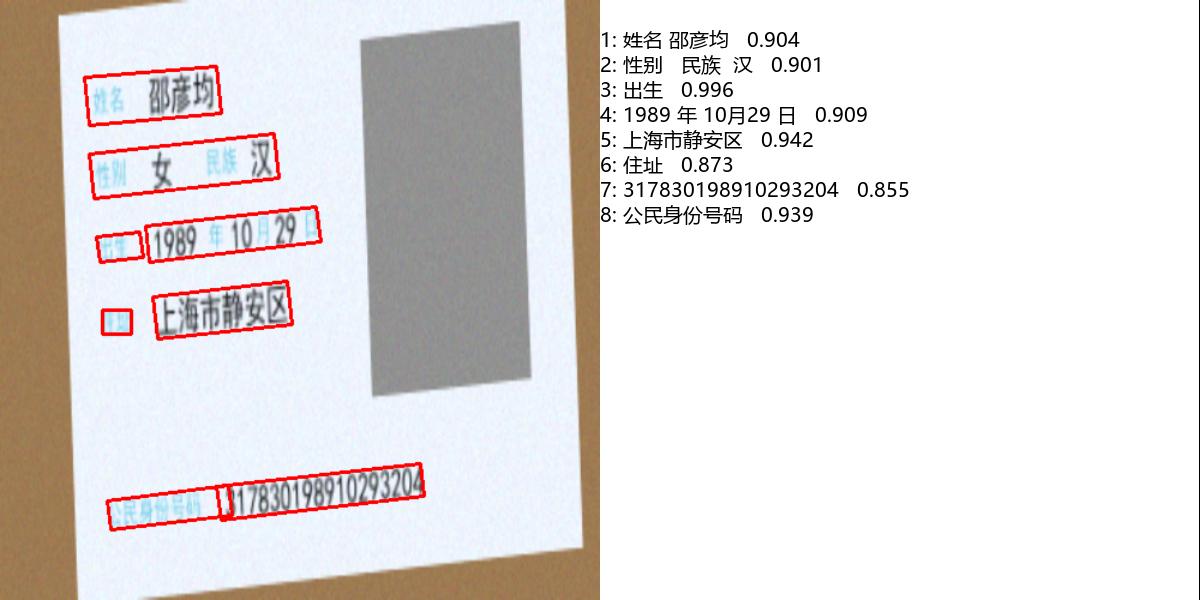 姓名 邵彦均
性别 女 民族 汉
出生 1989 年 10 月 29 日
住址 上海市静安区
公民身份号码 317830198910293204
1: 姓名 邵彦均 0.904
2: 性别 民族 汉 0.901
3: 出生 0.996
4: 1989 年 10月29 日 0.909
5: 上海市静安区 0.942
6: 住址 0.873
7: 317830198910293204 0.855
8: 公民身份号码 0.939